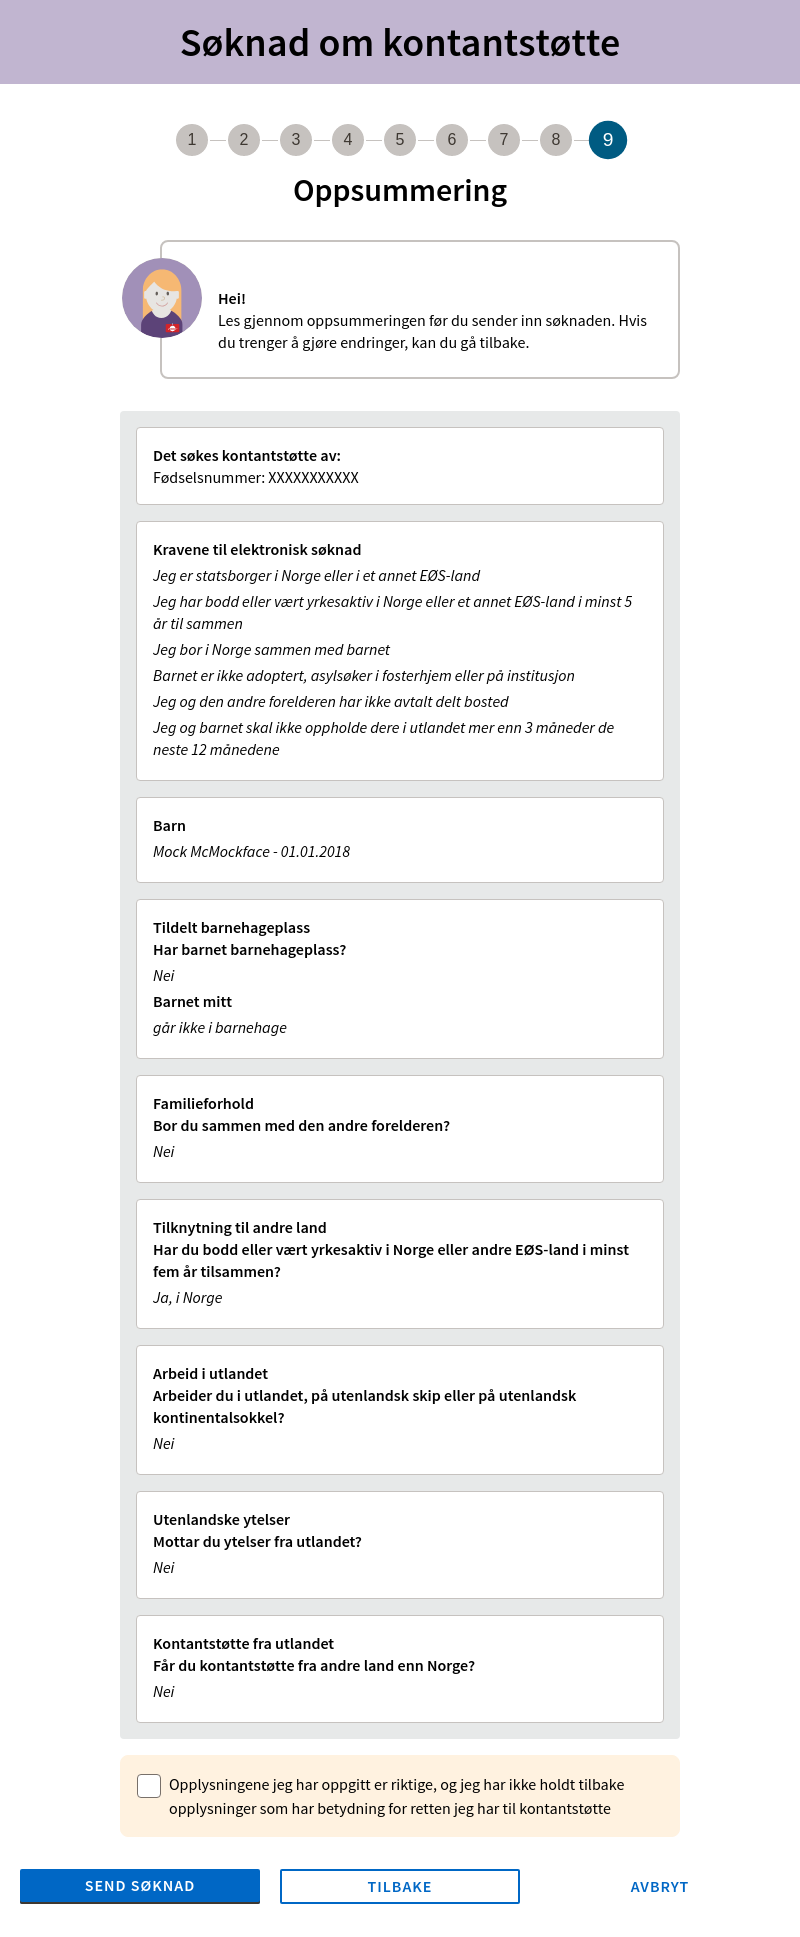 Søknad om kontantstøtte
1 2 3 4 5 6 7 8 9
Oppsummering
Hei!
Les gjennom oppsummeringen før du sender inn søknaden. Hvis
du trenger å gjøre endringer, kan du gå tilbake.
Det søkes kontantstøtte av:
Fødselsnummer: XXXXXXXXXXX
Kravene til elektronisk søknad
Jeg er statsborger i Norge eller i et annet EØS-land
Jeg har bodd eller vært yrkesaktiv i Norge eller et annet EØS-land i minst 5
år til sammen
Jeg bor i Norge sammen med barnet
Barnet er ikke adoptert, asylsøker i fosterhjem eller på institusjon
Jeg og den andre forelderen har ikke avtalt delt bosted
Jeg og barnet skal ikke oppholde dere i utlandet mer enn 3 måneder de
neste 12 månedene
Barn
Mock McMockface - 01.01.2018
Tildelt barnehageplass
Har barnet barnehageplass?
Nei
Barnet mitt
går ikke i barnehage
Familieforhold
Bor du sammen med den andre forelderen?
Nei
Tilknytning til andre land
Har du bodd eller vært yrkesaktiv i Norge eller andre EØS-land i minst
fem år tilsammen?
Ja, i Norge
Arbeid i utlandet
Arbeider du i utlandet, på utenlandsk skip eller på utenlandsk
kontinentalsokkel?
Nei
Utenlandske ytelser
Mottar du ytelser fra utlandet?
Nei
Kontantstøtte fra utlandet
Får du kontantstøtte fra andre land enn Norge?
Nei
Opplysningene jeg har oppgitt er riktige, og jeg har ikke holdt tilbake
opplysninger som har betydning for retten jeg har til kontantstøtte
SEND SØKNAD TILBAKE AVBRYT